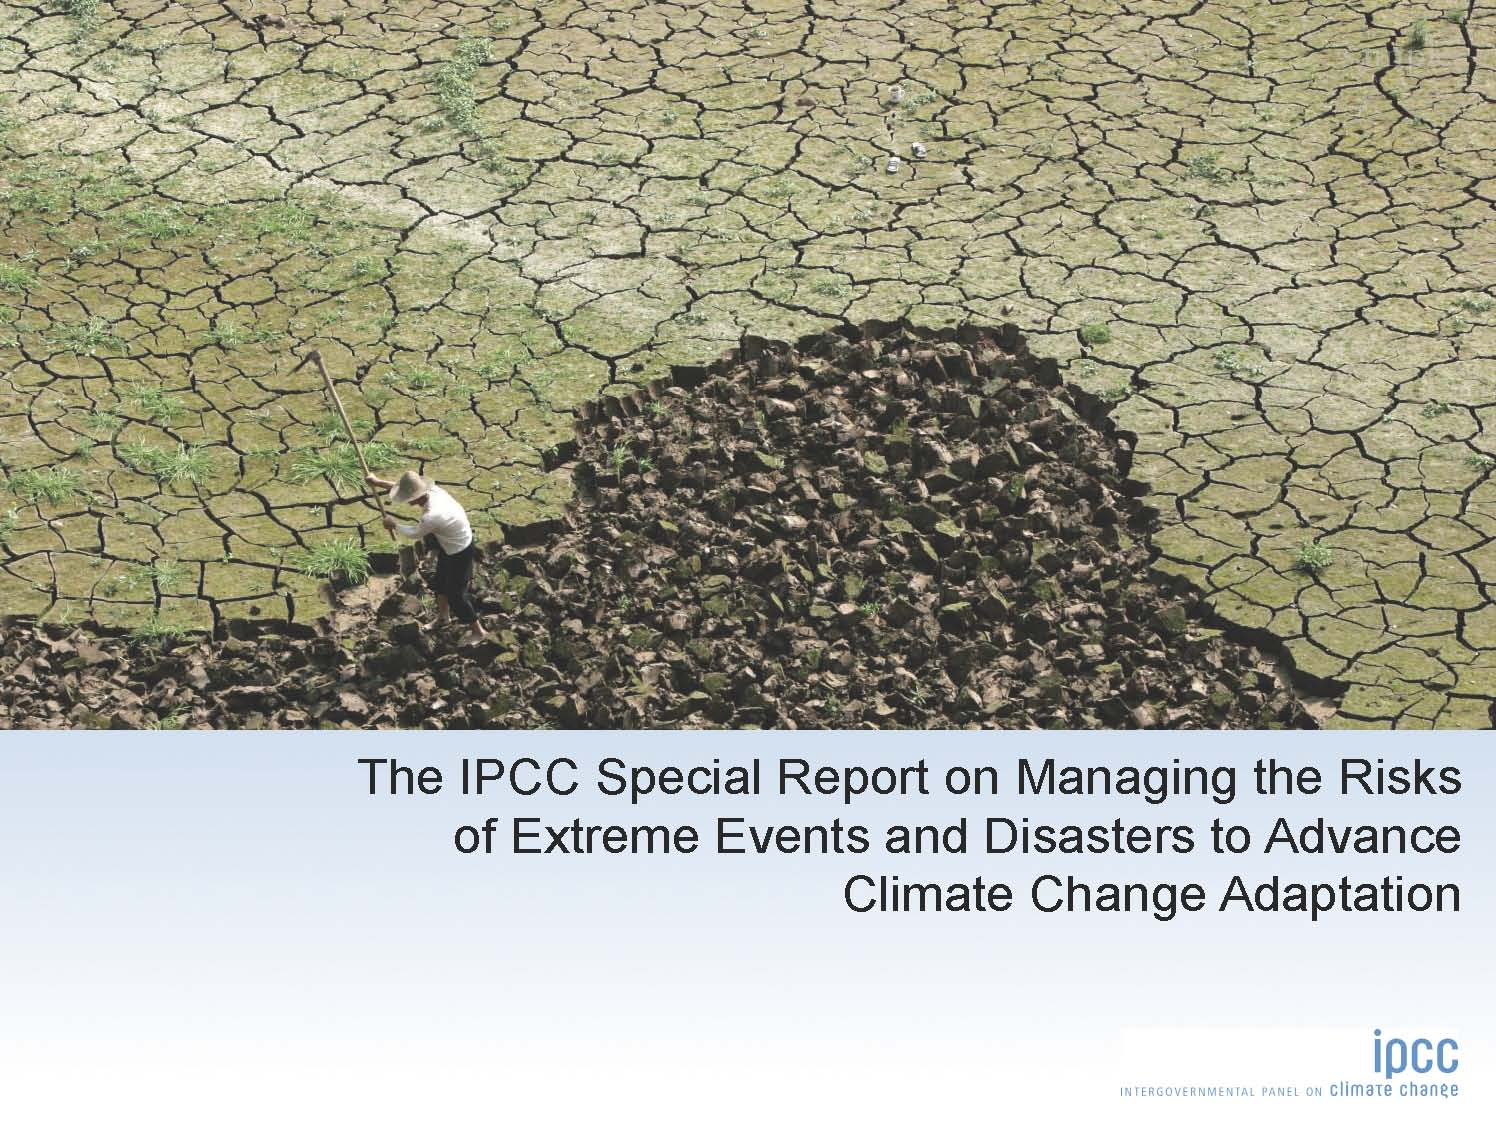 The IPCC Special Report on Managing the Risks
of Extreme Events and Disasters to Advance
Climate Change Adaptation
ipcc
INTERGOVERNMENTAL PANEL ON climate change